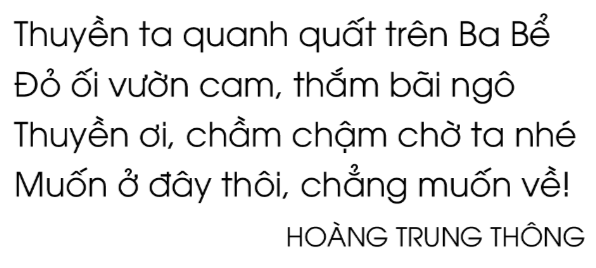 Thuyền ta quanh quất trên Ba Bể
Đỏ ối vườn cam, thắm bãi ngô
Thuyền ơi, chầm chậm chờ ta nhé
Muốn ở đây thôi, chẳng muốn về!
HOÀNG TRUNG THÔNG